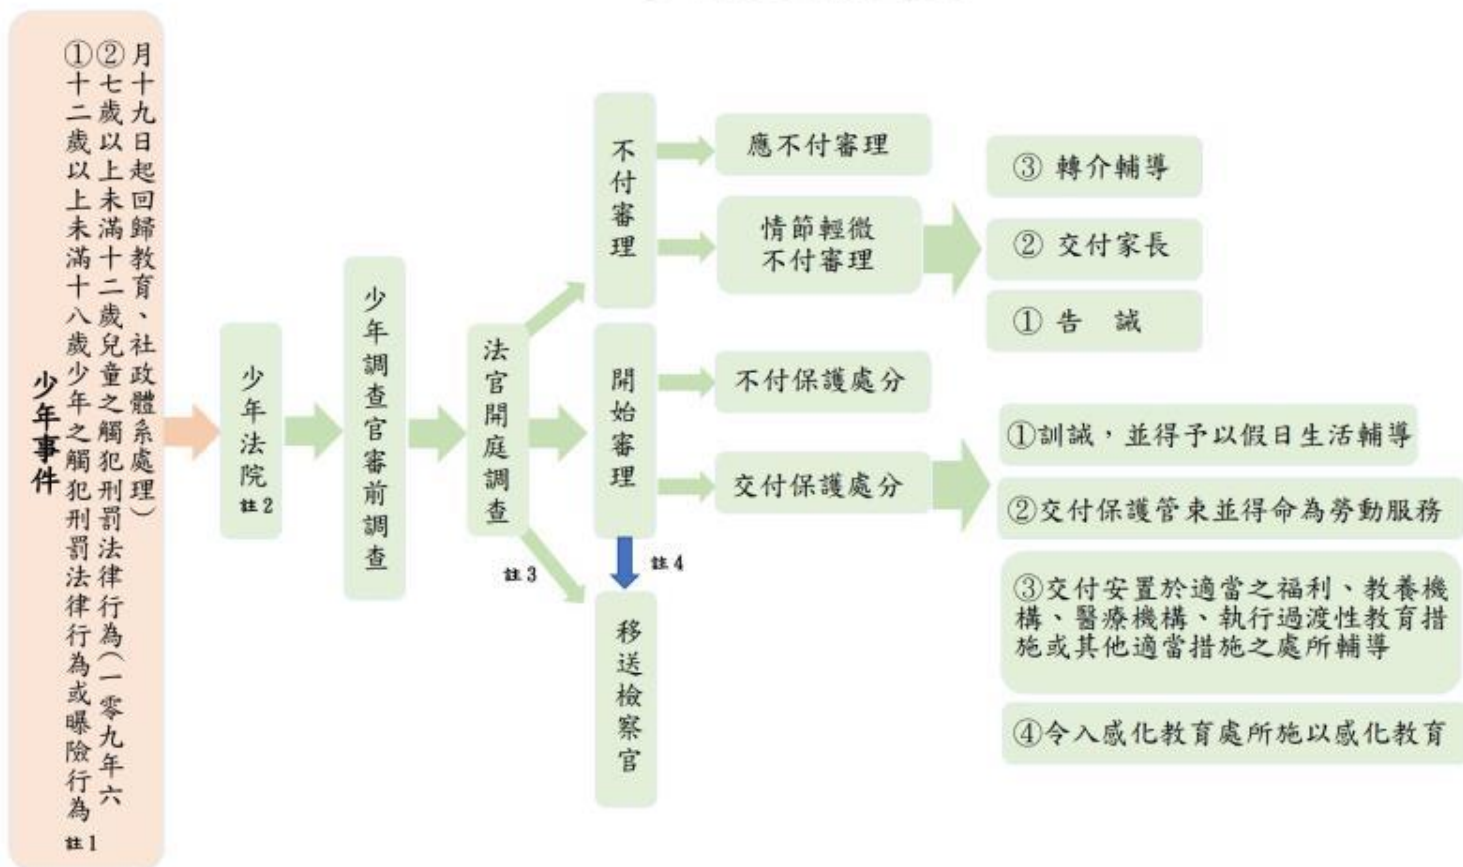 少年事件
①十二歲以上未滿十八歲少年之觸犯刑罰法律行為或曝險行為 註1
②七歲以上未滿十二歲兒童之觸犯刑罰法律行為(一零九年六
月十九日起回歸教育、社政體系處理)
少年法院 註2
少年調查官審前調查
法官開庭調查
註3
不付審理
應不付審理
情節輕微
不付審理
③ 轉介輔導
② 交付家長
① 告 誡
開始審理
不付保護處分
交付保護處分
①訓誡,並得予以假日生活輔導
②交付保護管束並得命為勞動服務
③交付安置於適當之福利、教養機
構、醫療機構、執行過渡性教育措
施或其他適當措施之處所輔導
④令入感化教育處所施以感化教育
註4
移送檢察官